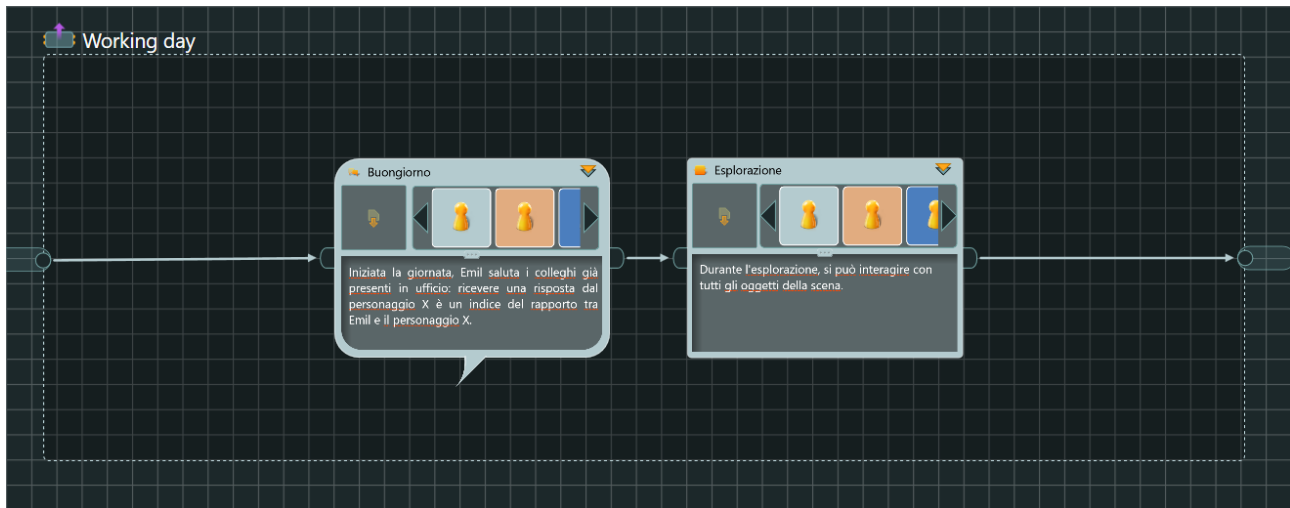 Working day
Buongiorno
Iniziata la giornata, Emil saluta i colleghi già
presenti in ufficio: ricevere una risposta dal
personaggio X è un indice del rapporto tra
Emil e il personaggio X.
Esplorazione
Durante l'esplorazione, si può interagire con
tutti gli oggetti della scena.